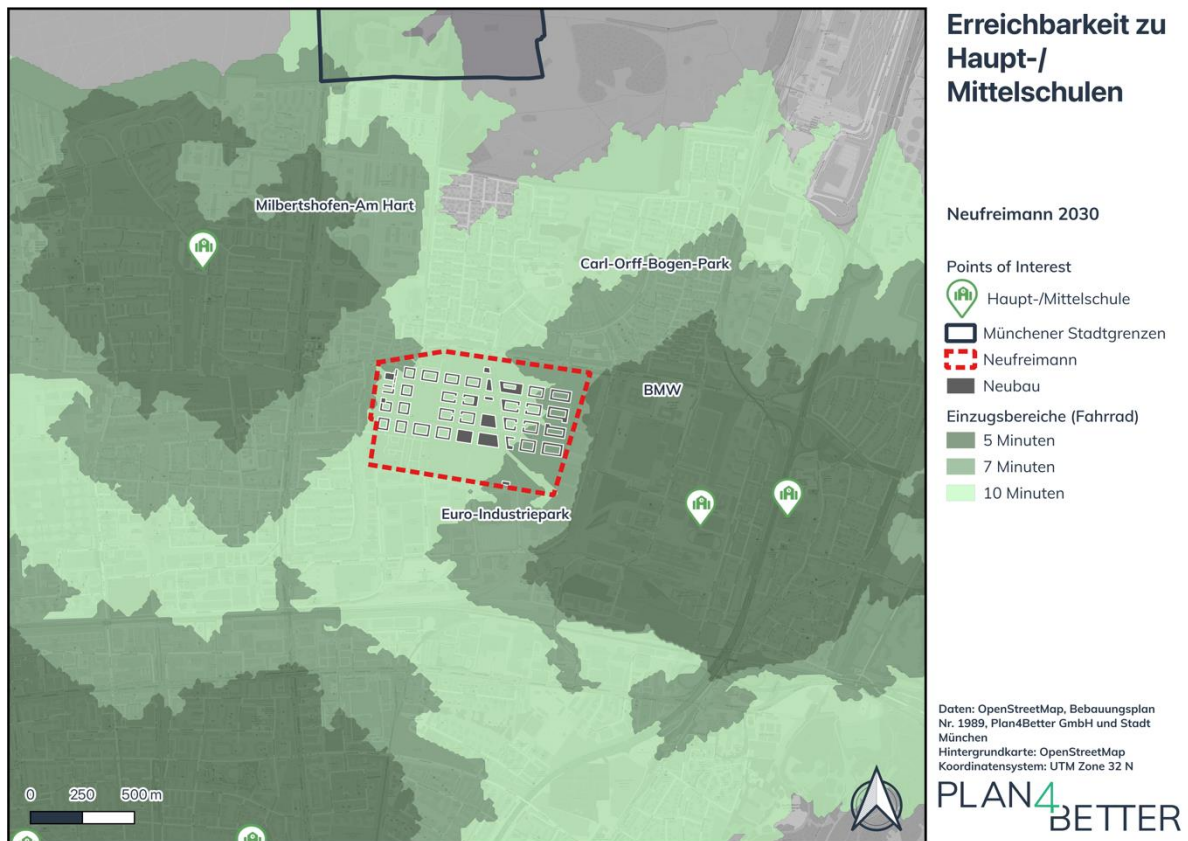 Erreichbarkeit zu
Haupt-/
Mittelschulen
Neufreimann 2030
Points of Interest
Haupt-/Mittelschule
Münchener Stadtgrenzen
Neufreimann
Neubau
Einzugsbereiche (Fahrrad)
5 Minuten
7 Minuten
10 Minuten
Milbertshofen-Am Hart
Carl-Orff-Bogen-Park
BMW
Euro-Industriepark
0 250 500 m
Daten: OpenStreetMap, Bebauungsplan
Nr. 1989, Plan4Better GmbH und Stadt
München
Hintergrundkarte: OpenStreetMap
Koordinatensystem: UTM Zone 32 N
PLAN4
BETTER